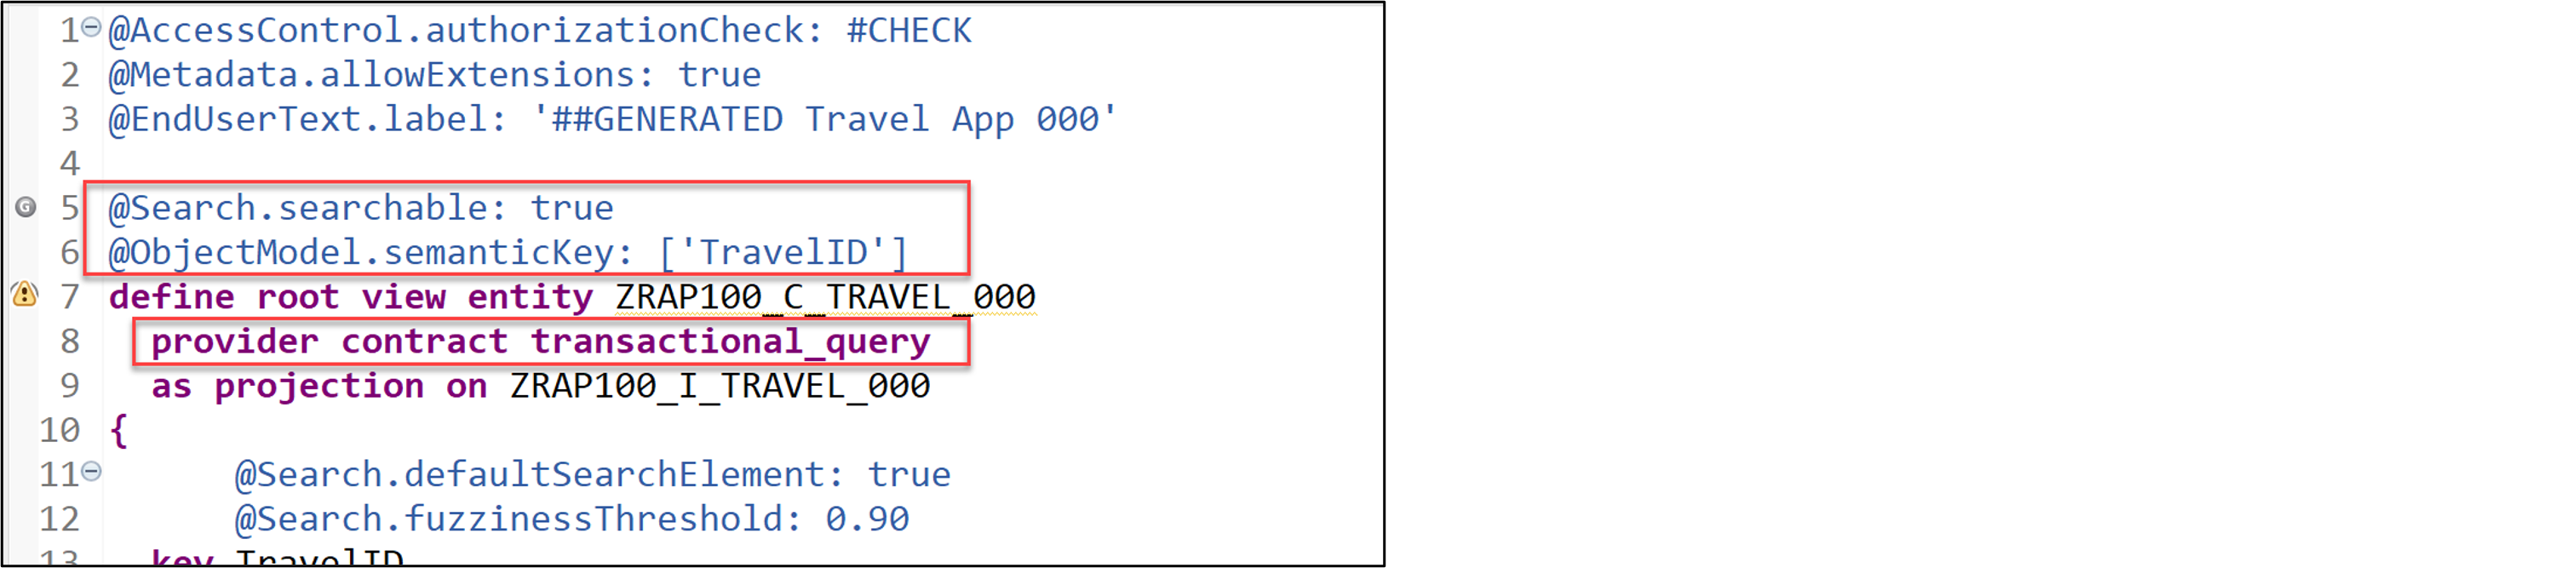 1 @AccessControl.authorizationCheck: #CHECK
2 @Metadata.allowExtensions: true
3 @EndUserText.label: '##GENERATED Travel App 000'
4
5 @Search.searchable: true
6 @ObjectModel.semanticKey: ['TravelID']
7 define root view entity ZRAP100_C_TRAVEL_000
8 provider contract transactional_query
9 as projection on ZRAP100_I_TRAVEL_000
10 {
11 @Search.defaultSearchElement: true
12 @Search.fuzzinessThreshold: 0.90
13 key TravelID